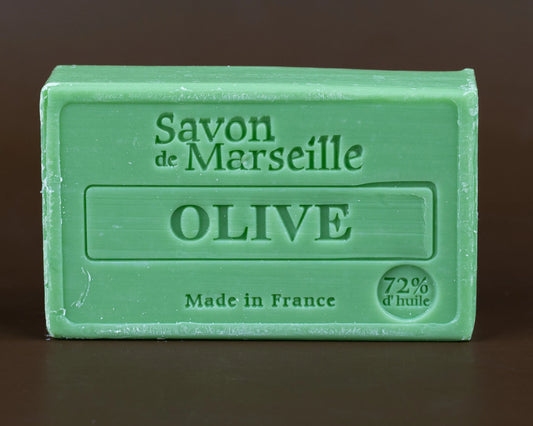 Savon
de Marseille
OLIVE
Made in France
72%
d'huile